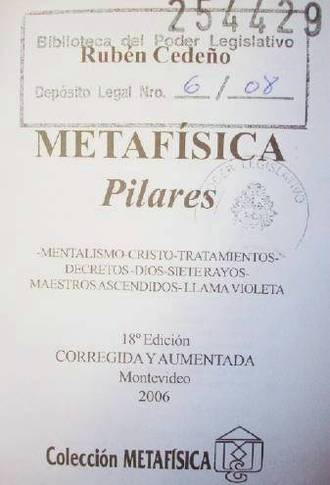 254429
Biblioteca del Poder Legislativo
Rubén Cedeño
Depósito Legal Nro. 6 / 08
METAFÍSICA
Pilares
LEGISLATIVO
-MENTALISMO-CRISTO-TRATAMIENTOS-
DECRETOS-DIOS-SIETE RAYOS-
MAESTROS ASCENDIDOS-LLAMA VIOLETA
18º Edición
CORREGIDA Y AUMENTADA
Montevideo
2006
Colección METAFÍSICA